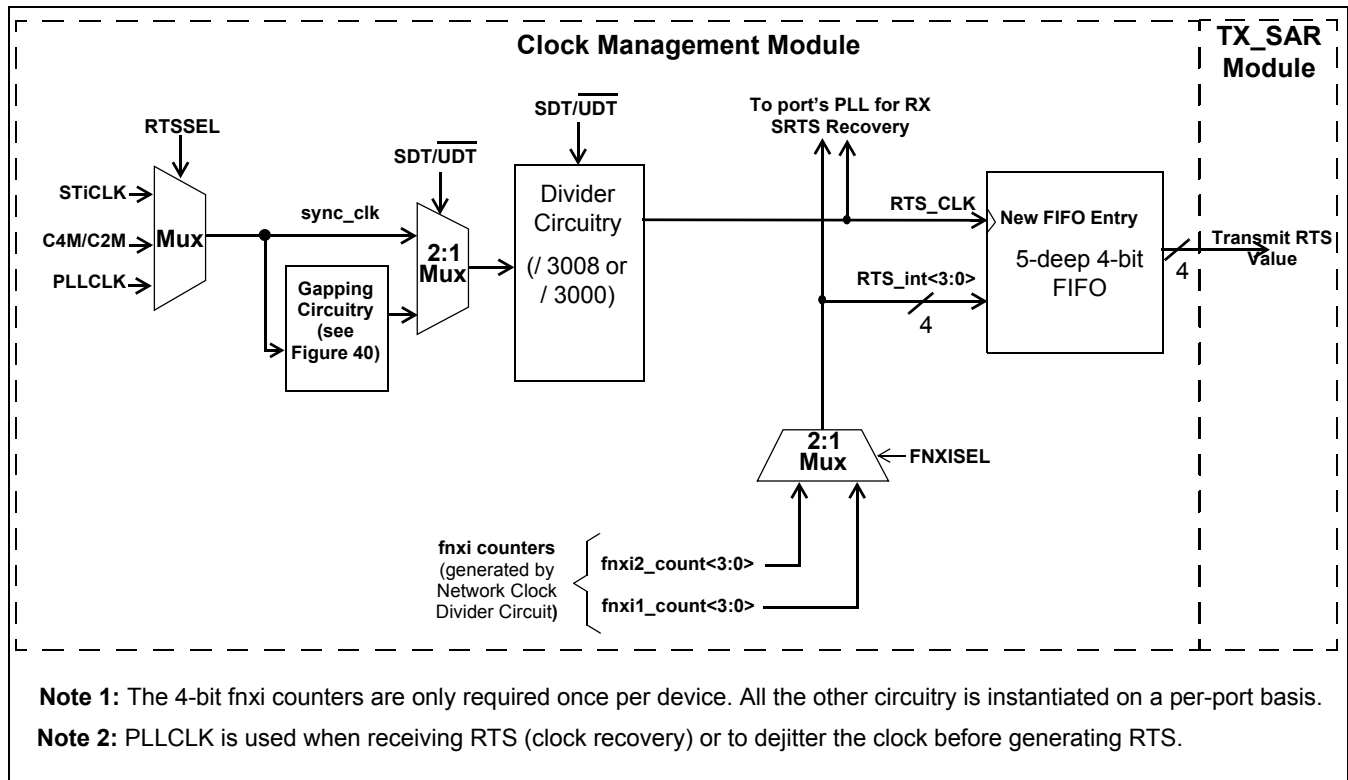 Clock Management Module
TX_SAR
Module
To port's PLL for RX
SRTS Recovery
SDT/UDT
RTSSEL
SDT/UDT
STiCLK
C4M/C2M
PLLCLK
Mux
sync_clk
2:1
Mux
Gapping
Circuitry
(see
Figure 40)
Divider
Circuitry
(/ 3008 or
/ 3000)
RTS_CLK
RTS_int<3:0>
4
New FIFO Entry
5-deep 4-bit
FIFO
4
Transmit RTS
Value
2:1
Mux
FNXISEL
fnxi counters
(generated by
Network Clock
Divider Circuit)
fnxi2_count<3:0>
fnxi1_count<3:0>
Note 1: The 4-bit fnxi counters are only required once per device. All the other circuitry is instantiated on a per-port basis.
Note 2: PLLCLK is used when receiving RTS (clock recovery) or to dejitter the clock before generating RTS.